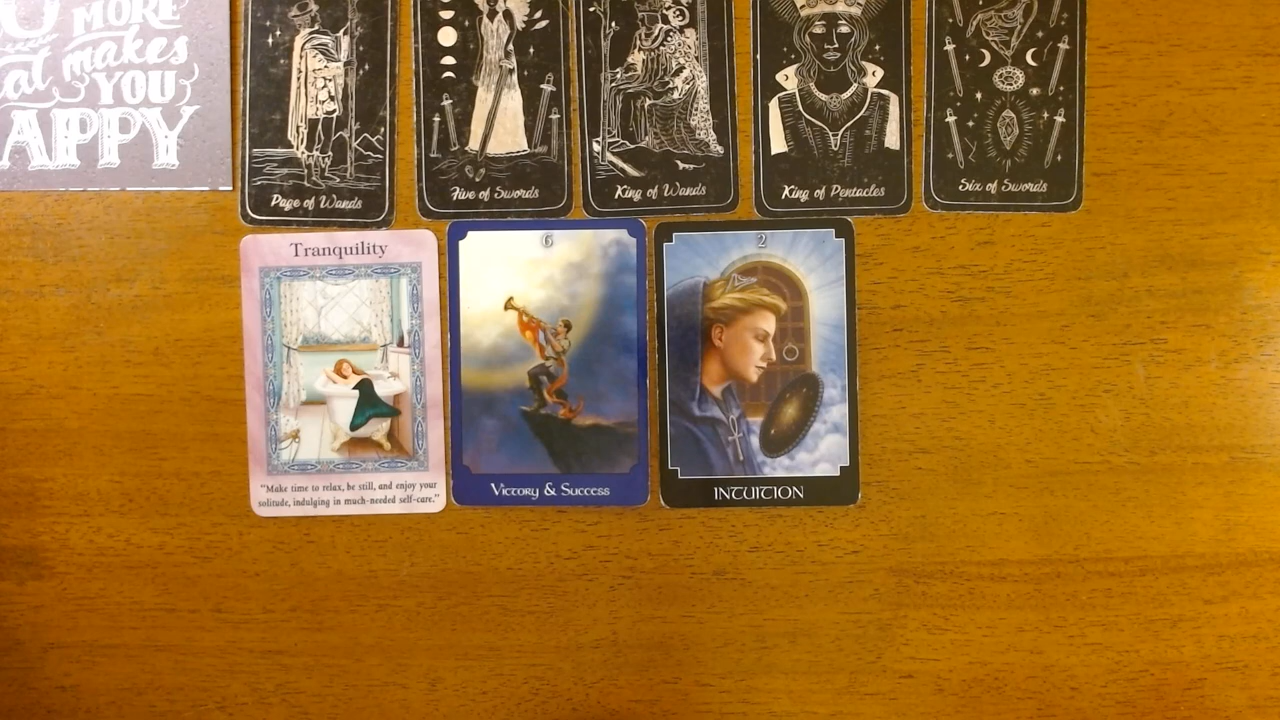 MORE
makes
YOU
APPY
Page of Wands
Five of Swords
King of Wands
King of Pentacles
Six of Swords
Tranquility
"Make time to relax, be still, and enjoy your
solitude, indulging in much-needed self-care."
6
Victory & Success
2
INTUITION